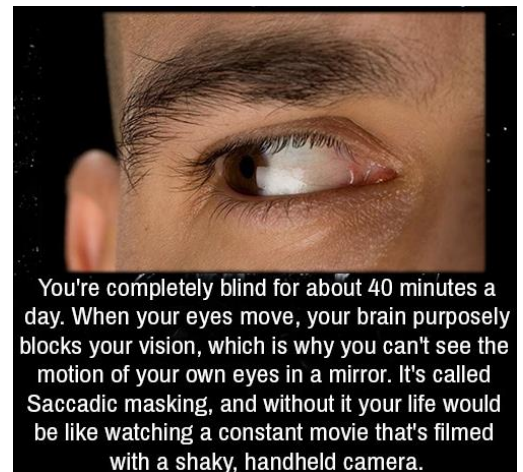 You're completely blind for about 40 minutes a
day. When your eyes move, your brain purposely
blocks your vision, which is why you can't see the
motion of your own eyes in a mirror. It's called
Saccadic masking, and without it your life would
be like watching a constant movie that's filmed
with a shaky, handheld camera.